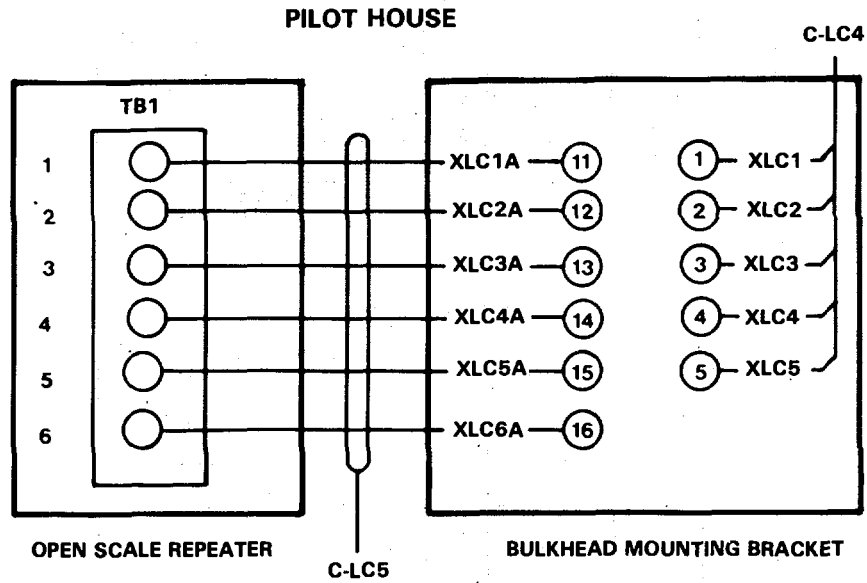 PILOT HOUSE
C-LC4
TB1
1 XLC1A 11 1 XLC1
2 XLC2A 12 2 XLC2
3 XLC3A 13 3 XLC3
4 XLC4A 14 4 XLC4
5 XLC5A 15 5 XLC5
6 XLC6A 16
OPEN SCALE REPEATER
C-LC5
BULKHEAD MOUNTING BRACKET